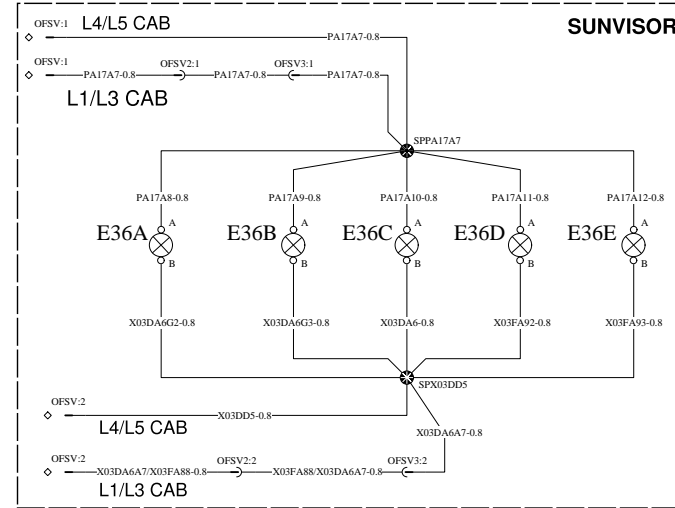 OFSV:1
L4/L5 CAB
SUNVISOR
PA17A7-0.8
OFSV:1
OFSV2:1
OFSV3:1
PA17A7-0.8
PA17A7-0.8
PA17A7-0.8
L1/L3 CAB
SPPA17A7
PA17A8-0.8
PA17A9-0.8
PA17A10-0.8
PA17A11-0.8
PA17A12-0.8
A
A
A
A
A
E36A
E36B
E36C
E36D
E36E
B
B
B
B
B
X03DA6G2-0.8
X03DA6G3-0.8
X03DA6-0.8
X03FA92-0.8
X03FA93-0.8
SPX03DD5
OFSV:2
X03DD5-0.8
L4/L5 CAB
X03DA6A7-0.8
OFSV:2
OFSV2:2
OFSV3:2
X03DA6A7/X03FA88-0.8
X03FA88/X03DA6A7-0.8
L1/L3 CAB